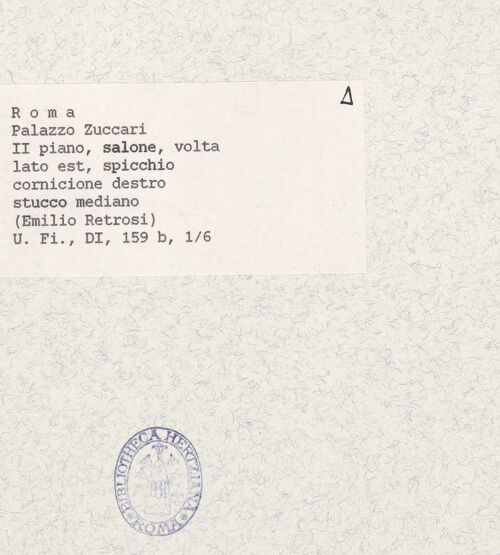 Δ
R o m a
Palazzo Zuccari
II piano, salone, volta
lato est, spicchio
cornicione destro
stucco mediano
(Emilio Retrosi)
U. Fi., DI, 159 b, 1/6
BIBLIOTHECA HERTZIANA
*ROMA*